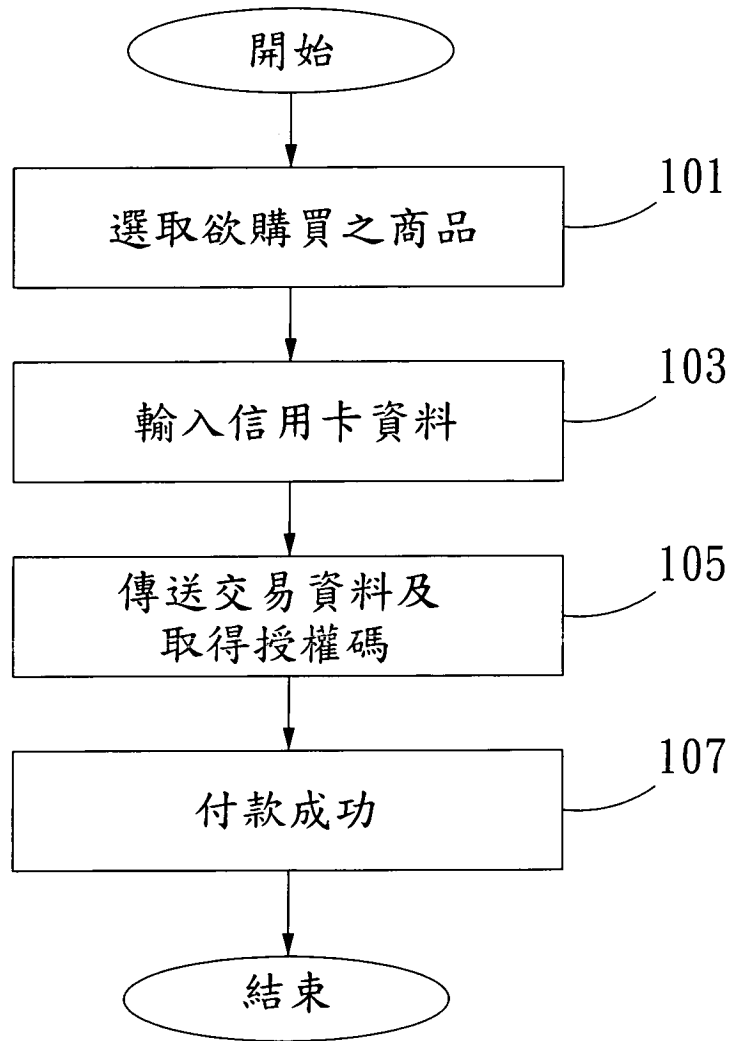 開始
101
選取欲購買之商品
103
輸入信用卡資料
105
傳送交易資料及
取得授權碼
107
付款成功
結束